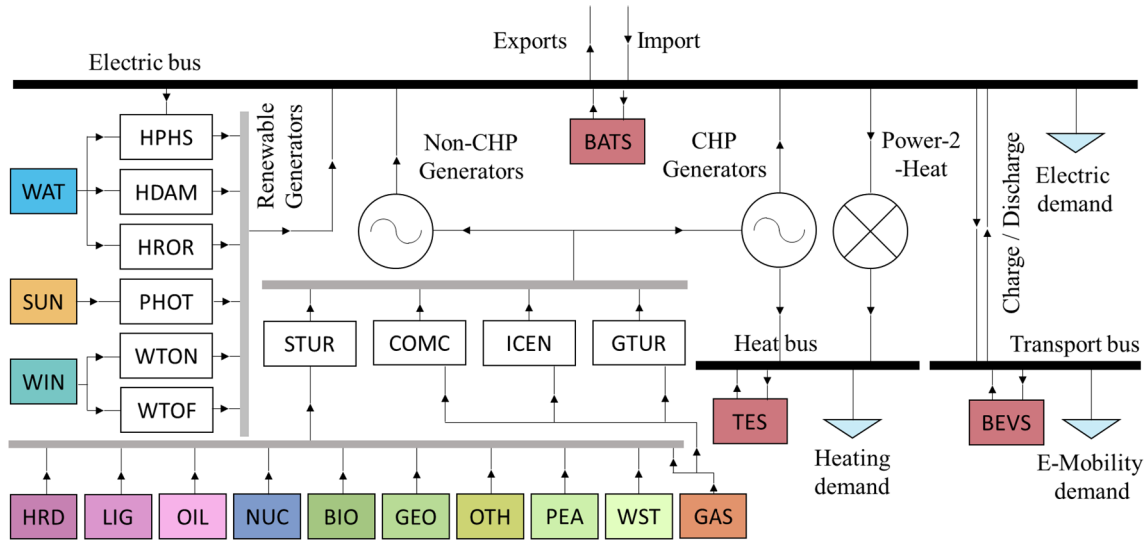 Exports
Import
Electric bus
HPHS
HDAM
HROR
PHOT
WTON
WTOF
WAT
SUN
WIN
Renewable
Generators
Non-CHP
Generators
BATS
CHP
Generators
Power-2
-Heat
Charge / Discharge
Electric
demand
STUR
COMC
ICEN
GTUR
Heat bus
Transport bus
TES
BEVS
Heating
demand
E-Mobility
demand
HRD
LIG
OIL
NUC
BIO
GEO
OTH
PEA
WST
GAS